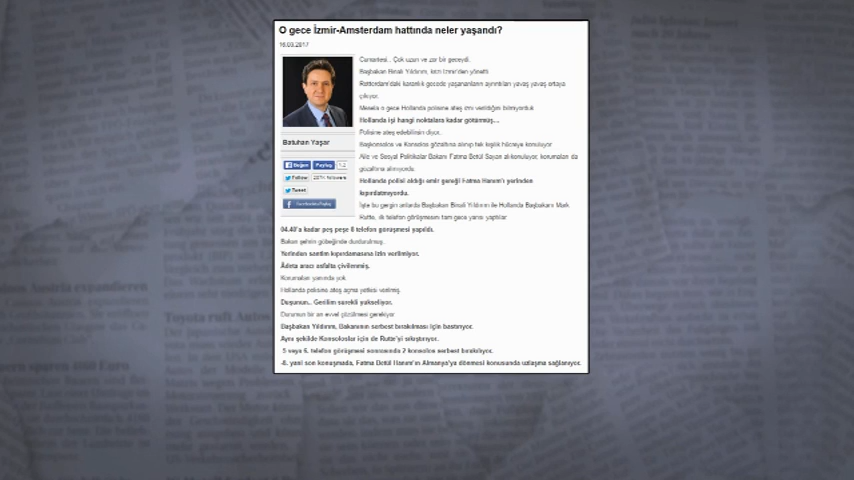 O gece İzmir-Amsterdam hattında neler yaşandı?
16.03.2017
Cumartesi.. Çok uzun ve zor bir geceydi.
Başbakan Binali Yıldırım, krizi İzmir'den yönetti.
Rotterdam'daki karanlık gecede yaşananların ayrıntıları yavaş yavaş ortaya
çıkıyor.
Mesela o gece Hollanda polisine ateş izni verildiğini bilmiyorduk
Hollanda işi hangi noktalara kadar götürmüş...
Polisine ateş edebilirsin diyor..
Başkonsolos ve Konsolos gözaltına alınıp tek kişilik hücreye konuluyor
Aile ve Sosyal Politikalar Bakanı Fatma Betül Sayan alıkonuluyor, korumaları da
gözaltına alınıyordu.
Hollanda polisi aldığı emir gereği Fatma Hanım'ı yerinden
kıpırdatmıyordu.
İşte bu gergin anlarda Başbakan Binali Yıldırım ile Hollanda Başbakanı Mark
Rutte, ilk telefon görüşmesini tam gece yarısı yaptılar
Batuhan Yaşar
Beğen Paylaş
Follow followers
Tweet
04.40'a kadar peş peşe 8 telefon görüşmesi yapıldı.
Bakan şehrin göbeğinde durdurulmuş..
Yerinden santim kıpırdamasına izin verilmiyor.
Âdeta aracı asfalta çivilenmiş.
Korumaları yanında yok.
Hollanda polisine ateş açma yetkisi verilmiş.
Düşünün.. Gerilim sürekli yükseliyor.
Durumun bir an evvel çözülmesi gerekiyor
Başbakan Yıldırım, Bakanının serbest bırakılması için bastırıyor.
Aynı şekilde Konsoloslar için de Rutte'yi sıkıştırıyor.
5 veya 6. telefon görüşmesi sonrasında 2 konsolos serbest bırakılıyor.
-8. yani son konuşmada, Fatma Betül Hanım'ın Almanya'ya dönmesi konusunda uzlaşma sağlanıyor.